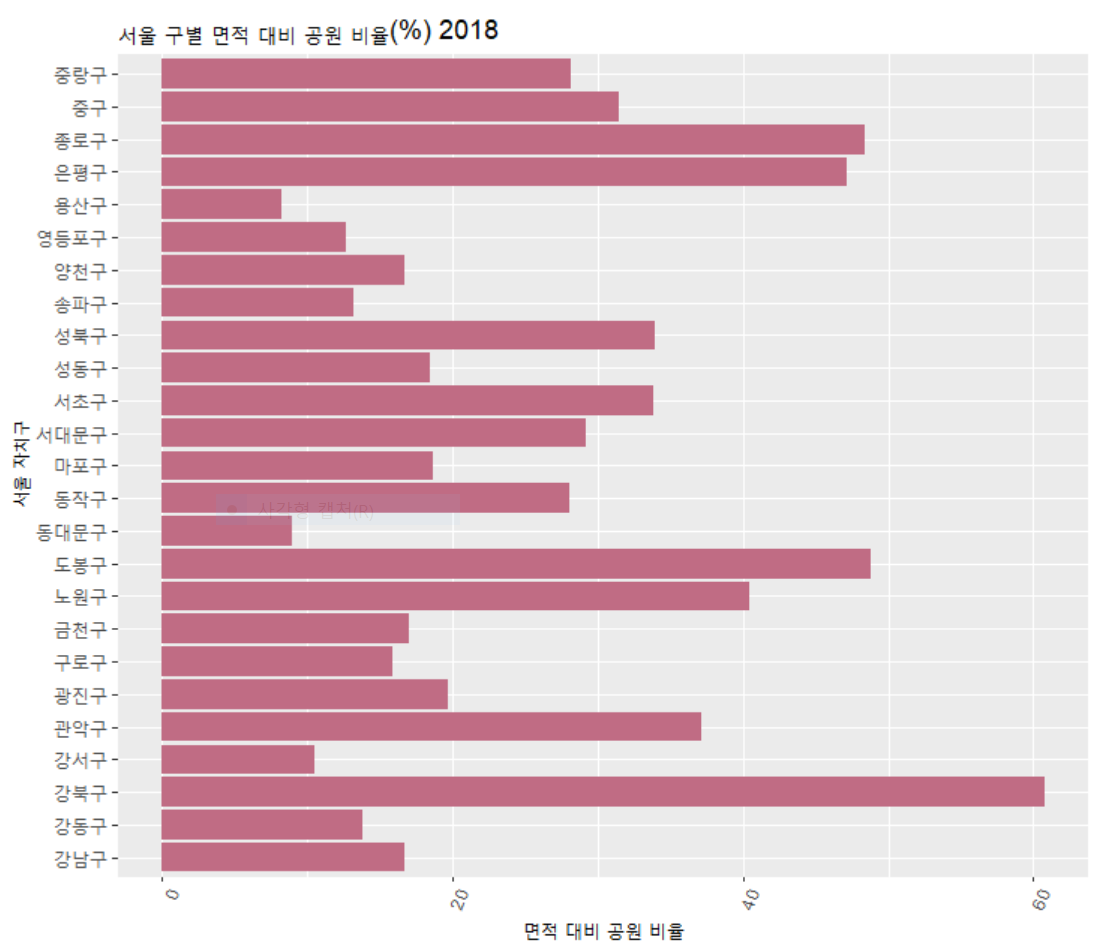 서울 구별 면적 대비 공원 비율(%) 2018
중랑구
중구
종로구
은평구
용산구
영등포구
양천구
송파구
성북구
성동구
서초구
서대문구
마포구
동작구
동대문구
도봉구
노원구
금천구
구로구
광진구
관악구
강서구
강북구
강동구
강남구
서울 자치구
사각형 캡처(R)
0
20
40
60
면적 대비 공원 비율